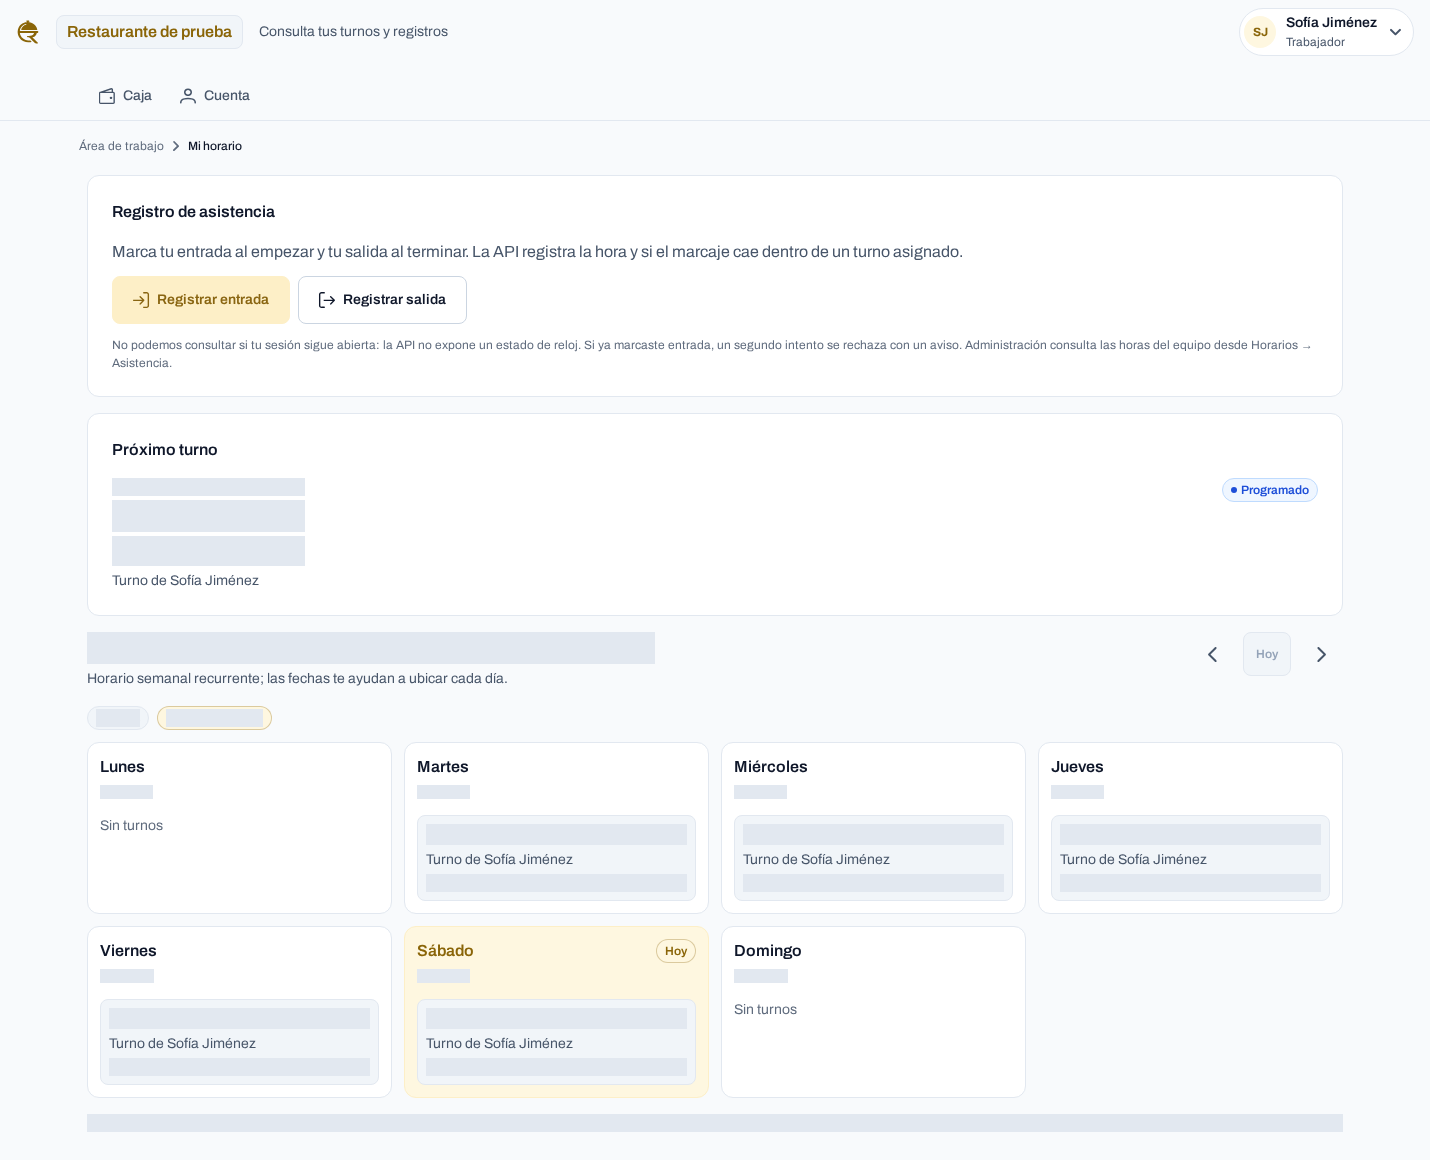 Restaurante de prueba
Consulta tus turnos y registros
SJ
Sofía Jiménez
Trabajador
Caja
Cuenta
Área de trabajo
Mi horario
Registro de asistencia
Marca tu entrada al empezar y tu salida al terminar. La API registra la hora y si el marcaje cae dentro de un turno asignado.
Registrar entrada
Registrar salida
No podemos consultar si tu sesión sigue abierta: la API no expone un estado de reloj. Si ya marcaste entrada, un segundo intento se rechaza con un aviso. Administración consulta las horas del equipo desde Horarios →
Asistencia.
Próximo turno
Programado
Turno de Sofía Jiménez
Hoy
Horario semanal recurrente; las fechas te ayudan a ubicar cada día.
Lunes
Sin turnos
Martes
Turno de Sofía Jiménez
Miércoles
Turno de Sofía Jiménez
Jueves
Turno de Sofía Jiménez
Viernes
Turno de Sofía Jiménez
Sábado
Hoy
Turno de Sofía Jiménez
Domingo
Sin turnos